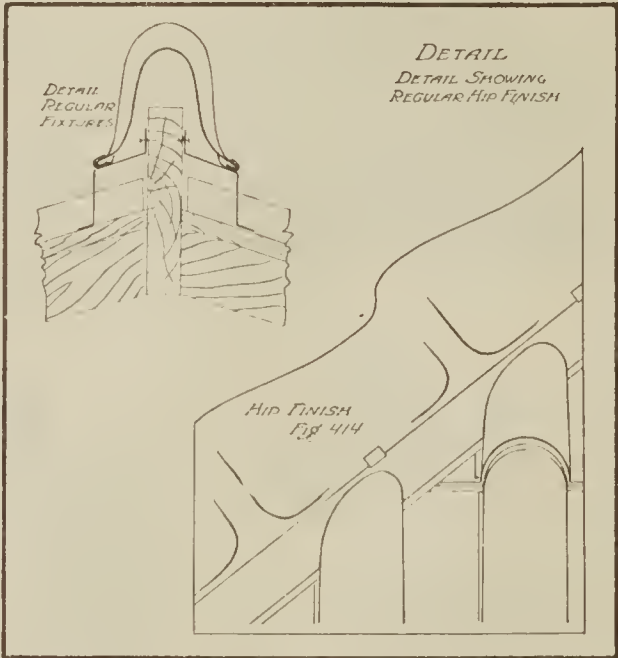 DETAIL
REGULAR
FIXTURES
DETAIL
DETAIL SHOWING
REGULAR HIP FINISH
HIP FINISH
Fig 414